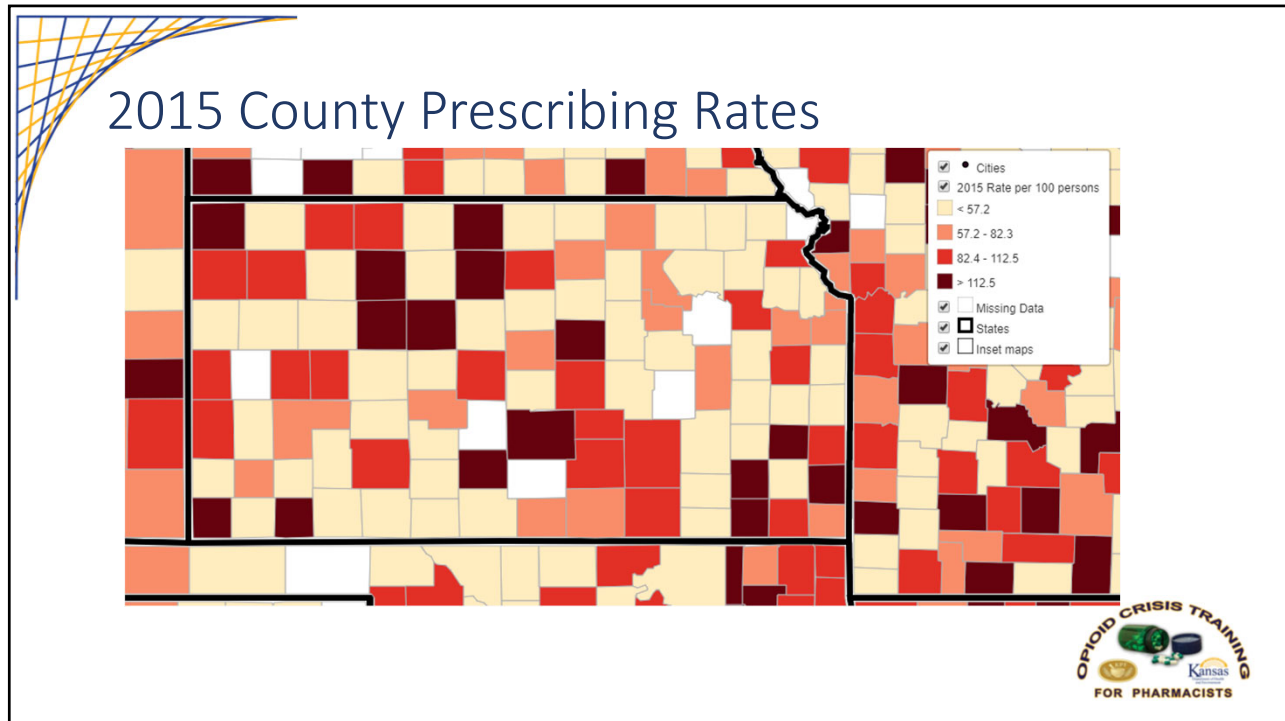 2015 County Prescribing Rates
Cities
2015 Rate per 100 persons
< 57.2
57.2 - 82.3
82.4 - 112.5
> 112.5
Missing Data
States
Inset maps
OPIOID CRISIS TRAINING
Kansas
FOR PHARMACISTS